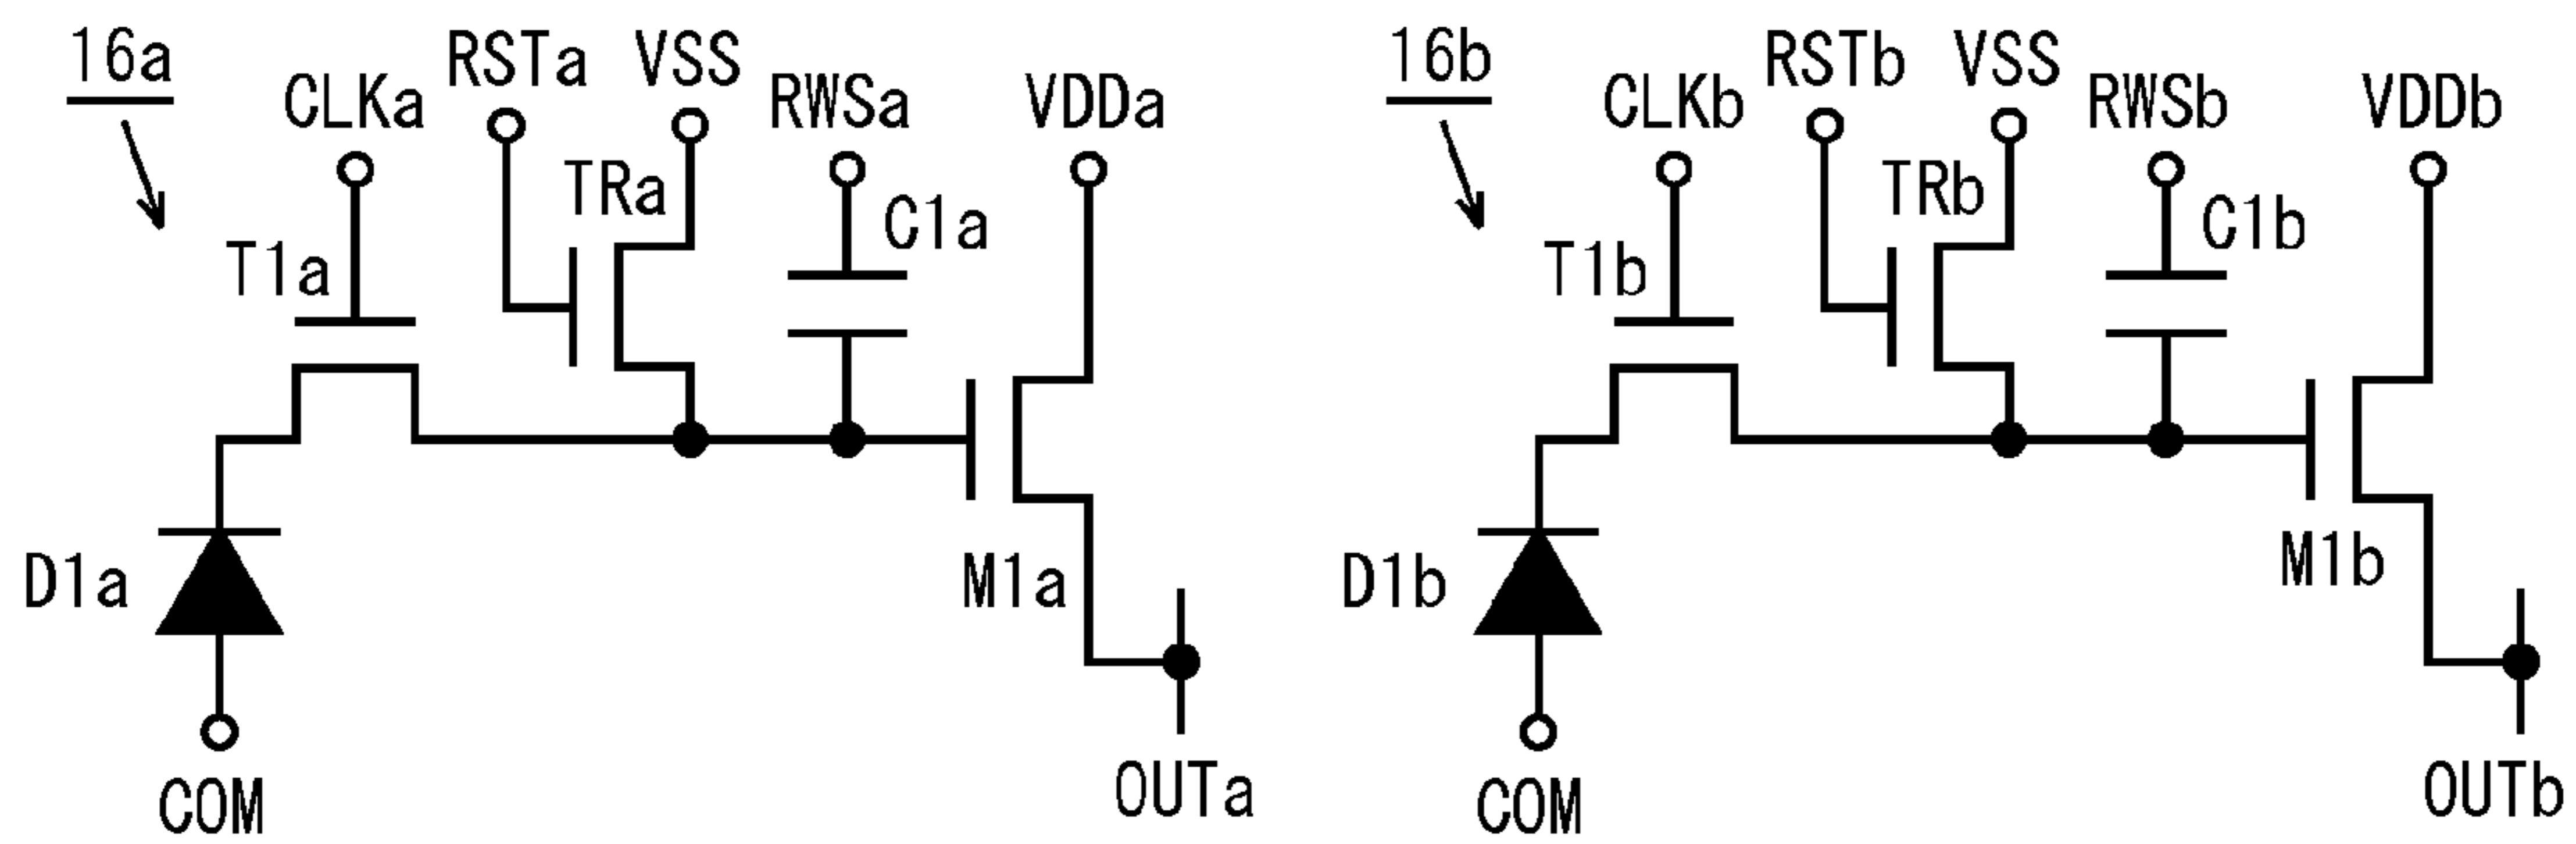 16a
CLKa
RSTa
VSS
RWSa
VDDa
TRa
C1a
T1a
D1a
M1a
COM
OUTa
16b
CLKb
RSTb
VSS
RWSb
VDDb
TRb
C1b
T1b
D1b
M1b
COM
OUTb